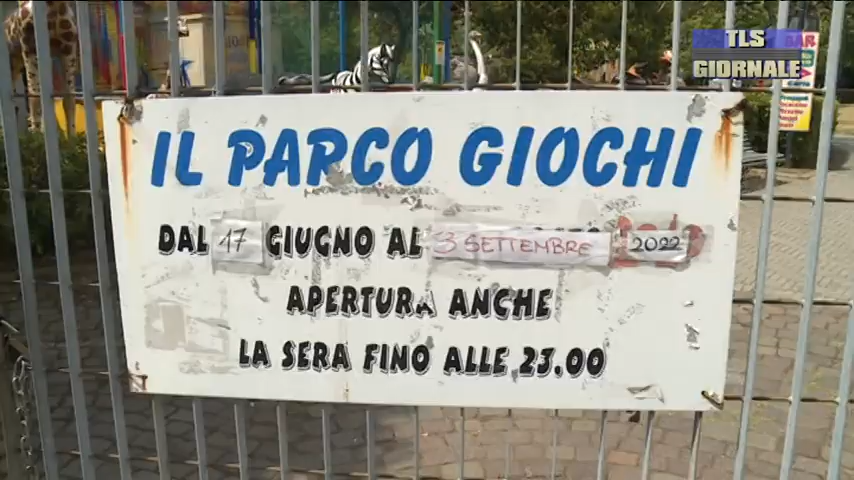 TLS
GIORNALE
BAR
IL PARCO GIOCHI
DAL 17 GIUGNO AL 3 SETTEMBRE 2022
APERTURA ANCHE
LA SERA FINO ALLE 23.00